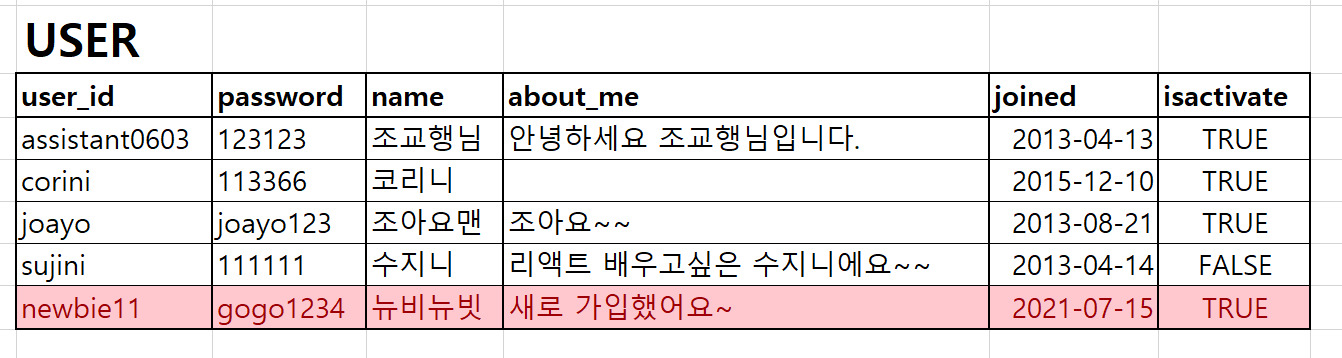 USER
user_id password name about_me joined isactivate
assistant0603 123123 조교행님 안녕하세요 조교행님입니다. 2013-04-13 TRUE
corini 113366 코리니 2015-12-10 TRUE
joayo joayo123 조아요맨 조아요~~ 2013-08-21 TRUE
sujini 111111 수지니 리액트 배우고싶은 수지니에요~~ 2013-04-14 FALSE
newbie11 gogo1234 뉴비뉴빗 새로 가입했어요~ 2021-07-15 TRUE